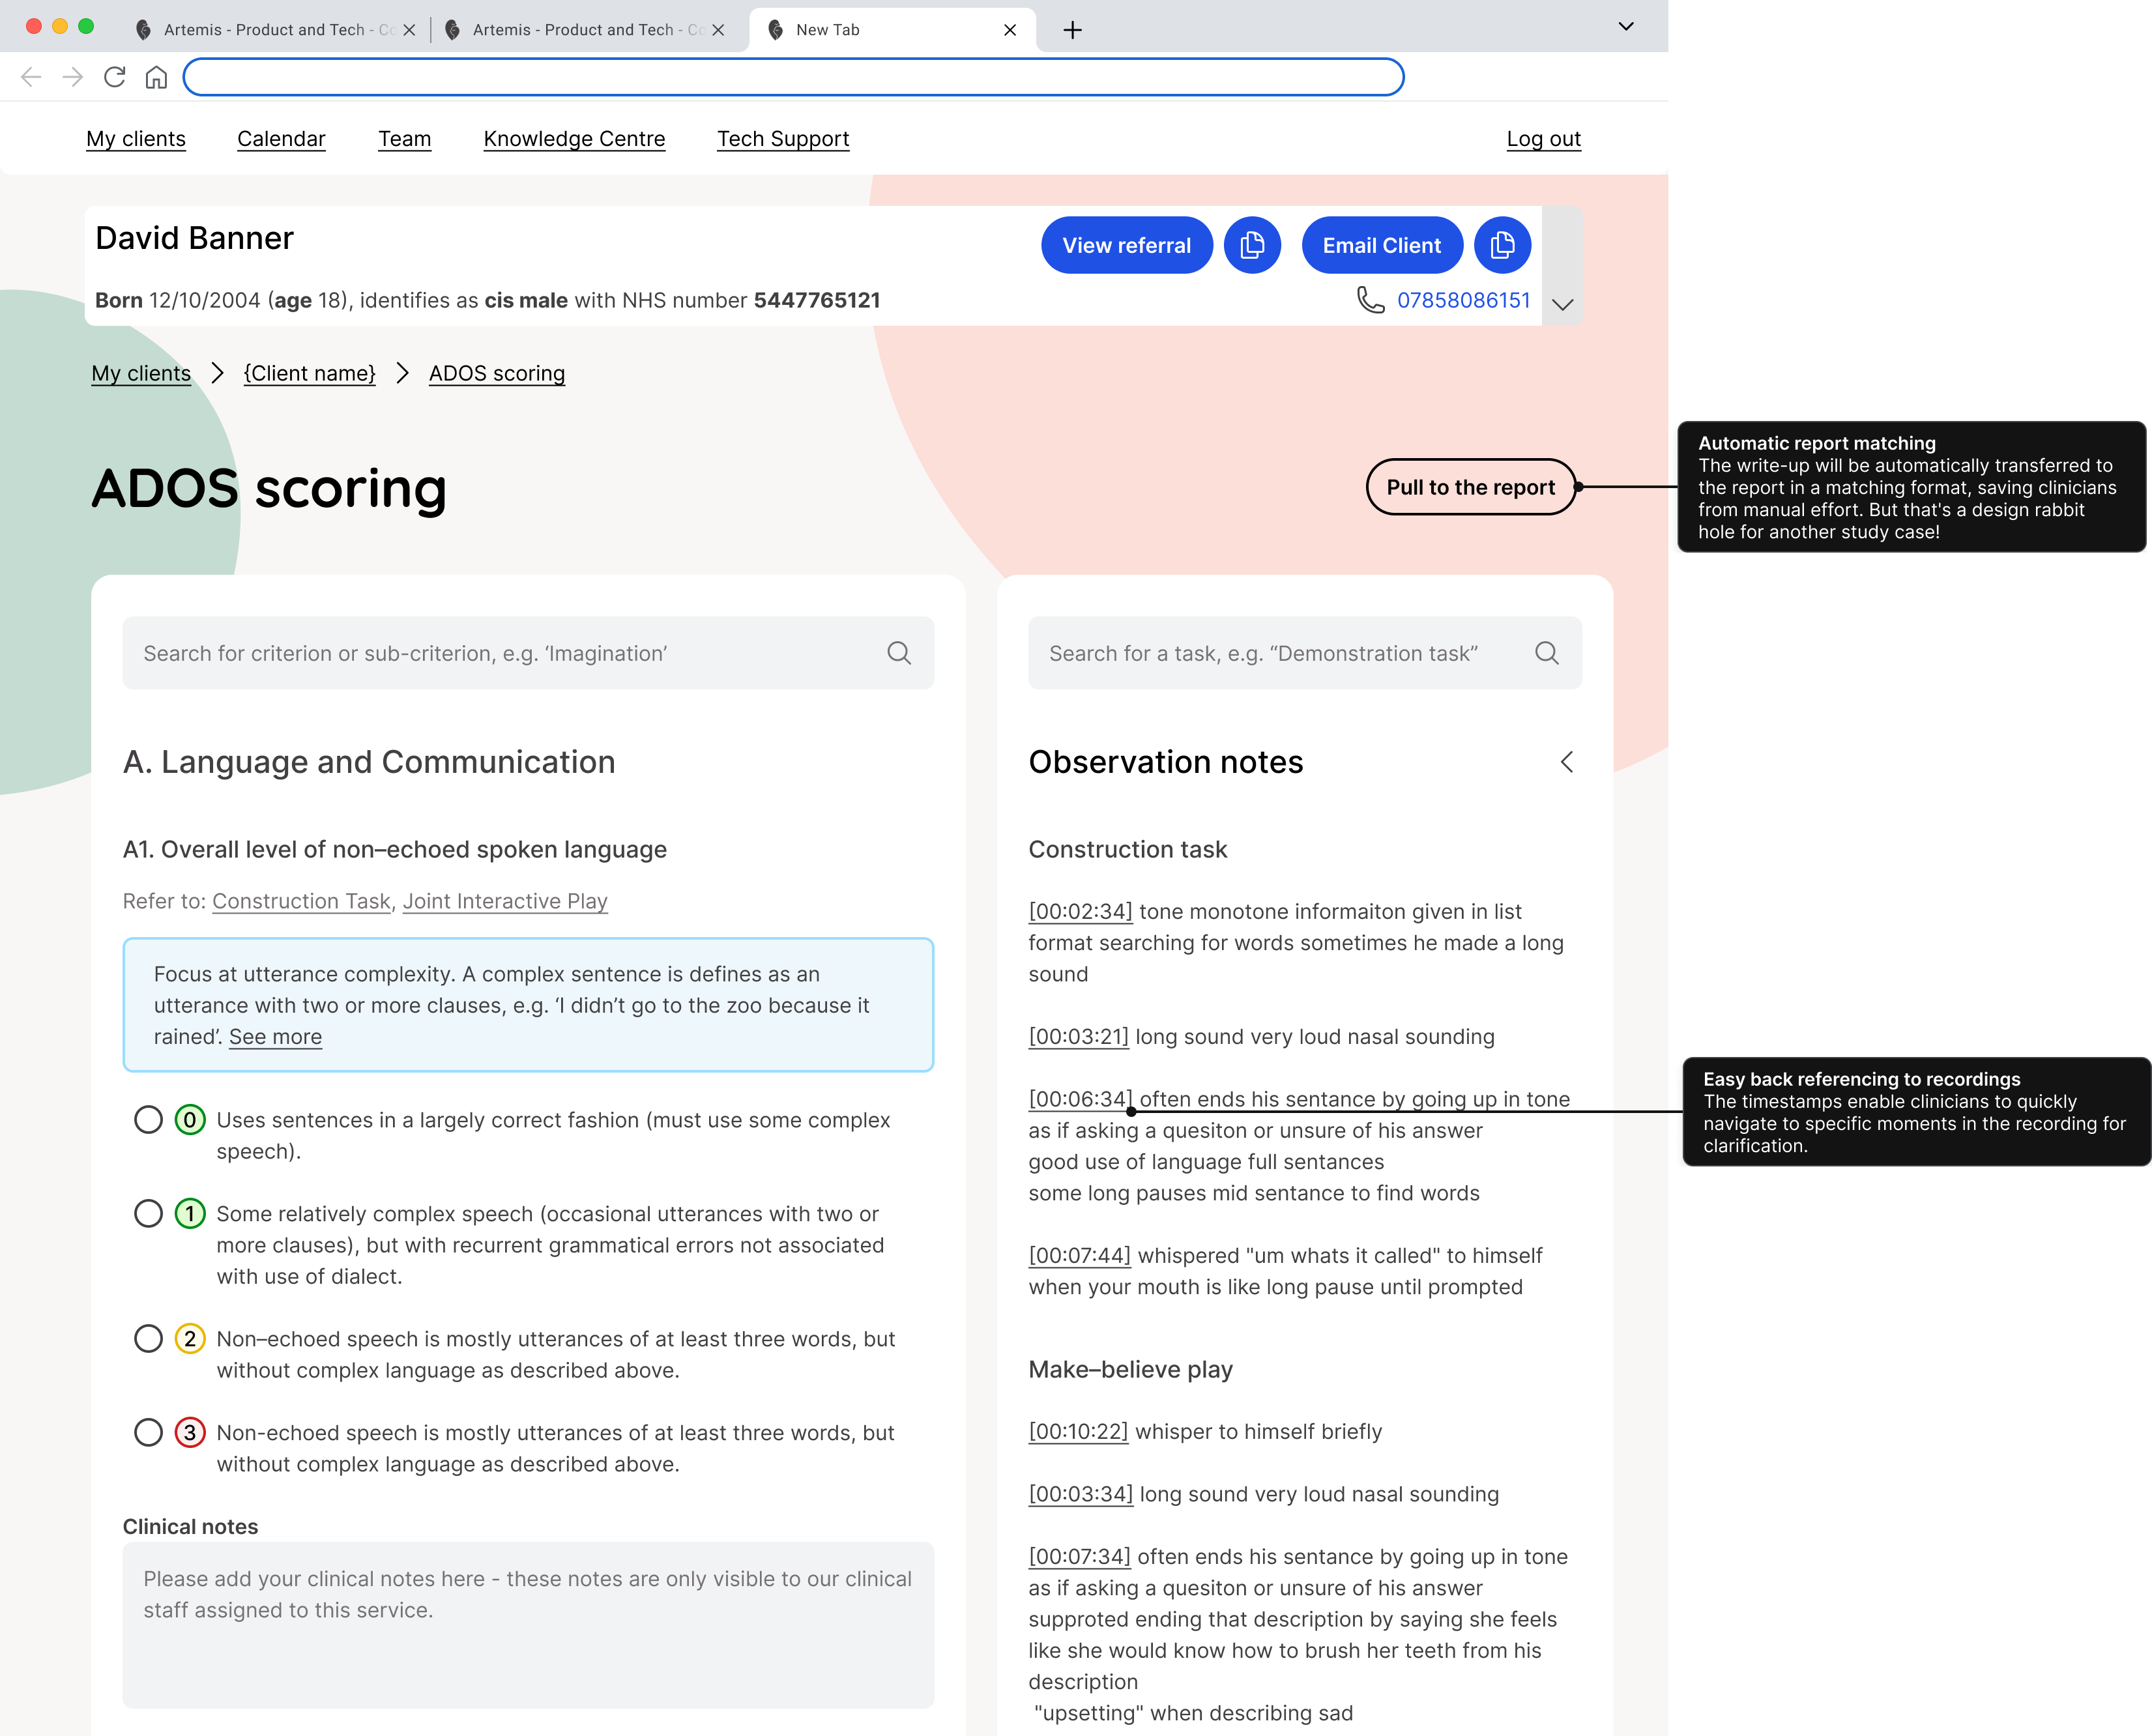 Artemis - Product and Tech - Co
Artemis - Product and Tech - Co
New Tab
My clients
Calendar
Team
Knowledge Centre
Tech Support
Log out
David Banner
View referral
Email Client
Born 12/10/2004 (age 18), identifies as cis male with NHS number 5447765121
07858086151
My clients
{Client name}
ADOS scoring
ADOS scoring
Pull to the report
Automatic report matching
The write-up will be automatically transferred to
the report in a matching format, saving clinicians
from manual effort. But that's a design rabbit
hole for another study case!
Search for criterion or sub-criterion, e.g. ‘Imagination’
A. Language and Communication
A1. Overall level of non–echoed spoken language
Refer to: Construction Task, Joint Interactive Play
Focus at utterance complexity. A complex sentence is defines as an
utterance with two or more clauses, e.g. ‘I didn’t go to the zoo because it
rained’. See more
0 Uses sentences in a largely correct fashion (must use some complex
speech).
1 Some relatively complex speech (occasional utterances with two or
more clauses), but with recurrent grammatical errors not associated
with use of dialect.
2 Non–echoed speech is mostly utterances of at least three words, but
without complex language as described above.
3 Non-echoed speech is mostly utterances of at least three words, but
without complex language as described above.
Clinical notes
Please add your clinical notes here - these notes are only visible to our clinical
staff assigned to this service.
Search for a task, e.g. “Demonstration task”
Observation notes
Construction task
[00:02:34] tone monotone informaiton given in list
format searching for words sometimes he made a long
sound
[00:03:21] long sound very loud nasal sounding
[00:06:34] often ends his sentence by going up in tone
as if asking a quesiton or unsure of his answer
good use of language full sentences
some long pauses mid sentence to find words
[00:07:44] whispered "um whats it called" to himself
when your mouth is like long pause until prompted
Make–believe play
[00:10:22] whisper to himself briefly
[00:03:34] long sound very loud nasal sounding
[00:07:34] often ends his sentence by going up in tone
as if asking a quesiton or unsure of his answer
supproted ending that description by saying she feels
like she would know how to brush her teeth from his
description
"upsetting" when describing sad
Easy back referencing to recordings
The timestamps enable clinicians to quickly
navigate to specific moments in the recording for
clarification.